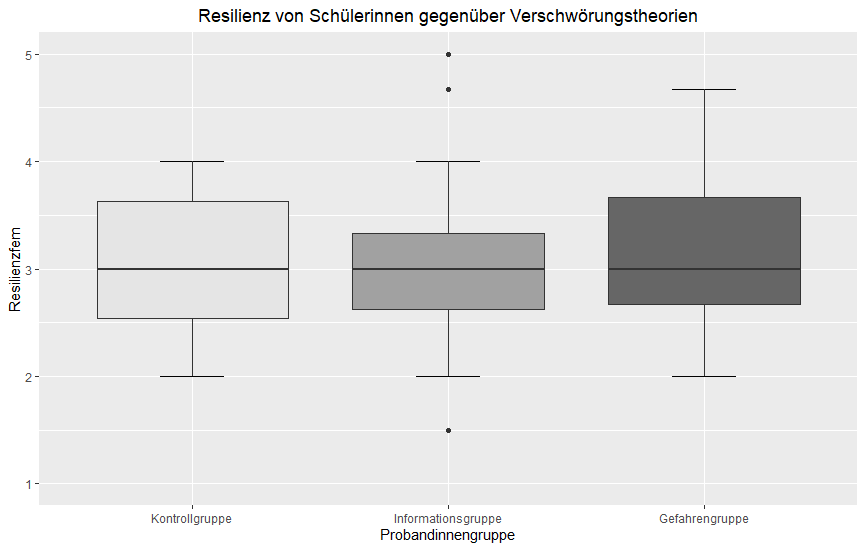 Resilienz von Schülerinnen gegenüber Verschwörungstheorien
Resilienzfem
5
4
3
2
1
Kontrollgruppe
Informationsgruppe
Gefahrengruppe
Probandinnengruppe